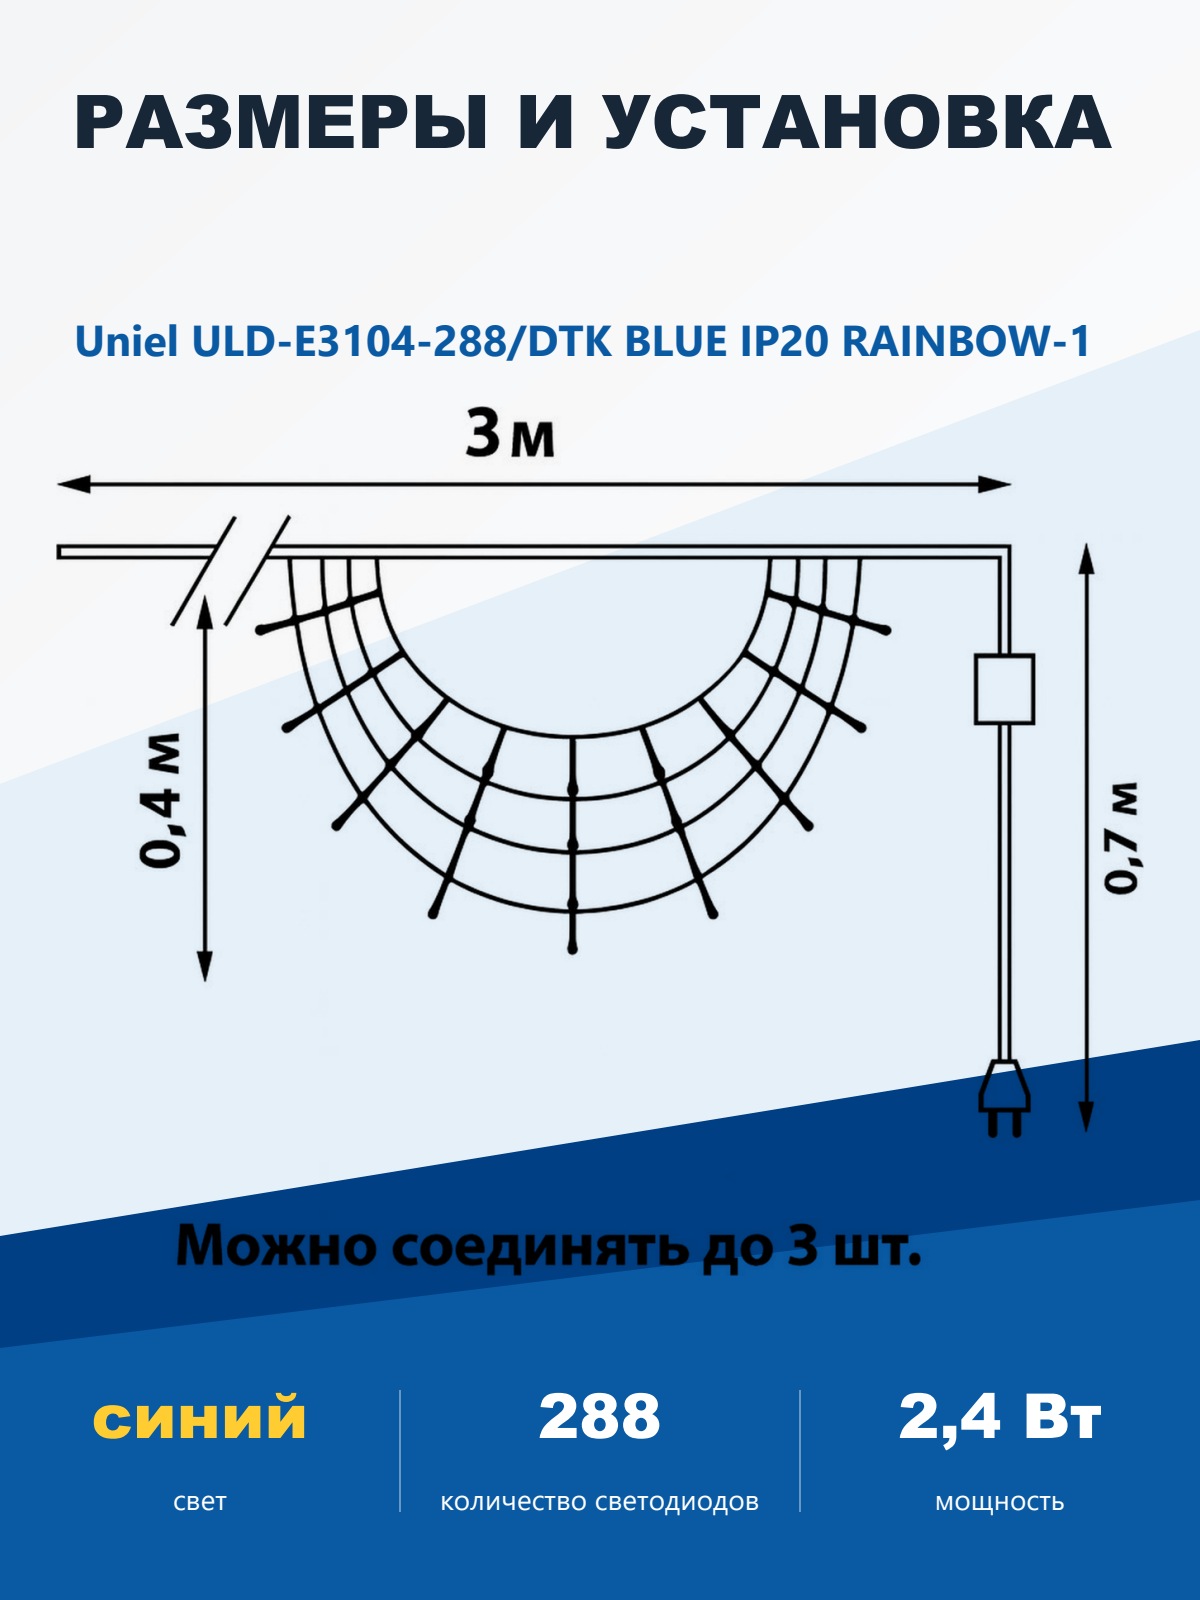 РАЗМЕРЫ И УСТАНОВКА
Uniel ULD-E3104-288/DTK BLUE IP20 RAINBOW-1
3 м
0,4 м
0,7 м
Можно соединять до 3 шт.
синий
свет
288
количество светодиодов
2,4 Вт
мощность